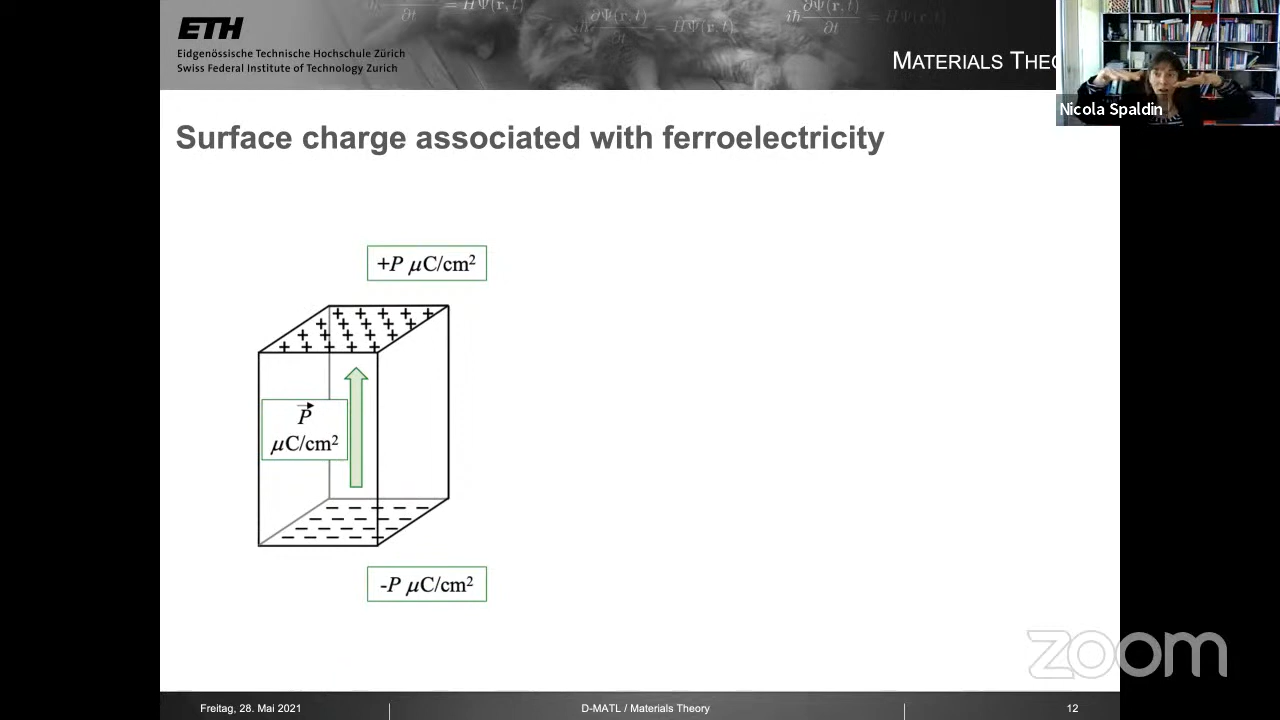 ETH
Eidgenössische Technische Hochschule Zürich
Swiss Federal Institute of Technology Zurich
MATERIALS
Nicola Spaldin
Surface charge associated with ferroelectricity
+P μC/cm²
P
μC/cm²
-P μC/cm²
zoom
Freitag, 28. Mai 2021
D-MATL / Materials Theory
12